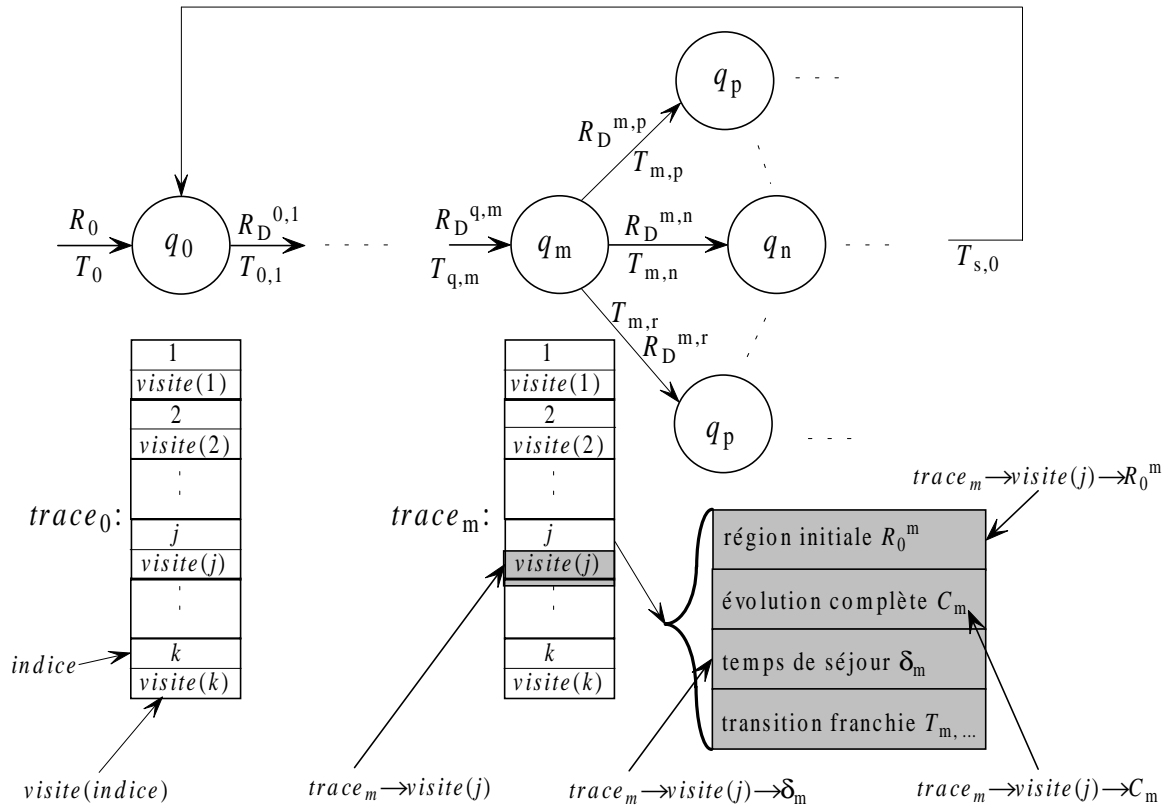 q_p - - -
R_D^{m,p}
T_{m,p}
R_0 q_0 R_D^{0,1} - - - - R_D^{q,m} q_m R_D^{m,n} q_n - - -
T_0 T_{0,1} T_{q,m} T_{m,n} T_{s,0}
T_{m,r}
R_D^{m,r}
q_p - - -
trace_0:
1
visite(1)
2
visite(2)
j
visite(j)
k
visite(k)
indice
visite(indice)
trace_m:
1
visite(1)
2
visite(2)
j
visite(j)
k
visite(k)
trace_m→visite(j)
trace_m→visite(j)→R_0^m
région initiale R_0^m
évolution complète C_m
temps de séjour δ_m
transition franchie T_{m, ...}
trace_m→visite(j)→δ_m
trace_m→visite(j)→C_m